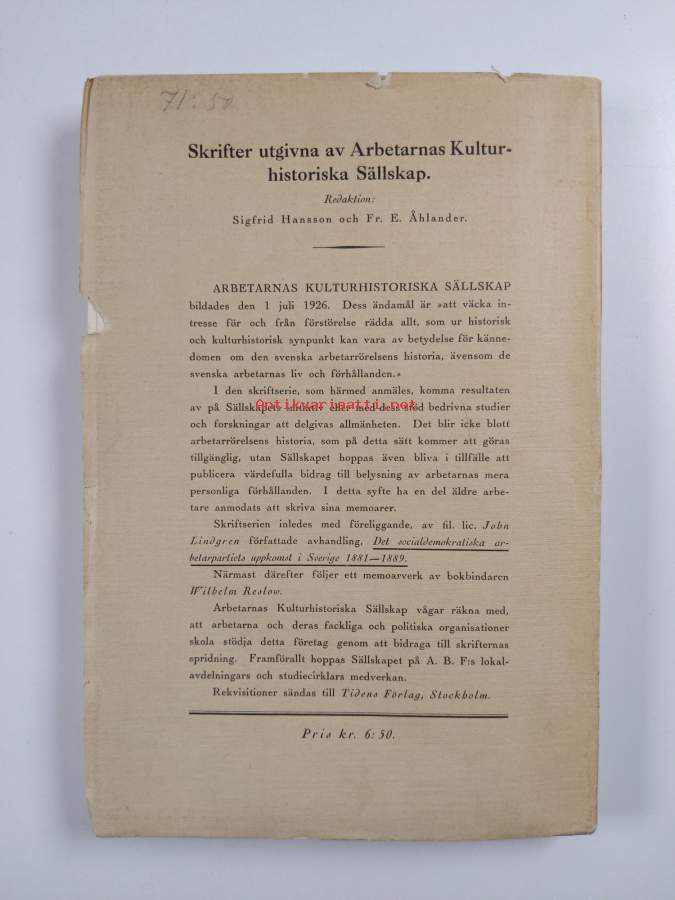 71:50
Skrifter utgivna av Arbetarnas Kultur-
historiska Sällskap.
Redaktion:
Sigfrid Hansson och Fr. E. Åhlander.
ARBETARNAS KULTURHISTORISKA SÄLLSKAP
bildades den 1 juli 1926. Dess ändamål är »att väcka in-
tresse för och från förstörelse rädda allt, som ur historisk
och kulturhistorisk synpunkt kan vara av betydelse för känne-
domen om den svenska arbetarrörelsens historia, ävensom de
svenska arbetarnas liv och förhållanden.»
I den skriftserie, som härmed anmäles, komma resultaten
av på Sällskapets initiativ eller med dess stöd bedrivna studier
Antikvariaatti.net
och forskningar att delgivas allmänheten. Det blir icke blott
arbetarrörelsens historia, som på detta sätt kommer att göras
tillgänglig, utan Sällskapet hoppas även bliva i tillfälle att
publicera värdefulla bidrag till belysning av arbetarnas mera
personliga förhållanden. I detta syfte ha en del äldre arbe-
tare anmodats att skriva sina memoarer.
Skriftserien inledes med föreliggande, av fil. lic. John
Lindgren författade avhandling, Det socialdemokratiska ar-
betarpartiets uppkomst i Sverige 1881—1889.
Närmast därefter följer ett memoarverk av bokbindaren
Wilhelm Reslow.
Arbetarnas Kulturhistoriska Sällskap vågar räkna med,
att arbetarna och deras fackliga och politiska organisationer
skola stödja detta företag genom att bidraga till skrifternas
spridning. Framförallt hoppas Sällskapet på A. B. F:s lokal-
avdelningars och studiecirklars medverkan.
Rekvisitioner sändas till Tidens Förlag, Stockholm.
Pris kr. 6: 50.